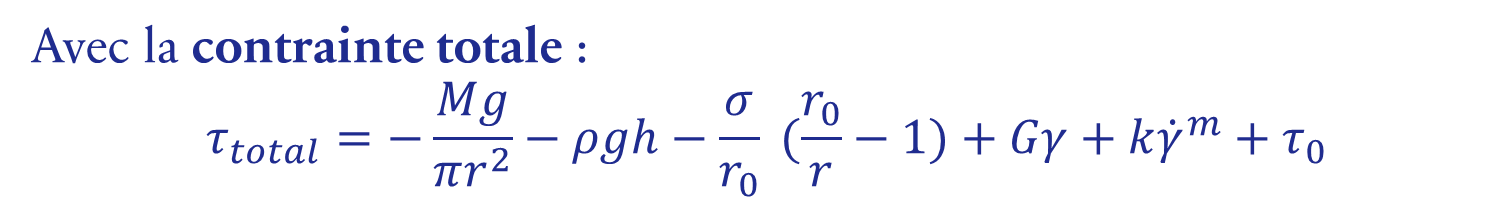 Avec la contrainte totale :
τ_total = − Mg/πr² − ρgh − σ/r₀ (r₀/r − 1) + Gγ + kγ̇ᵐ + τ₀